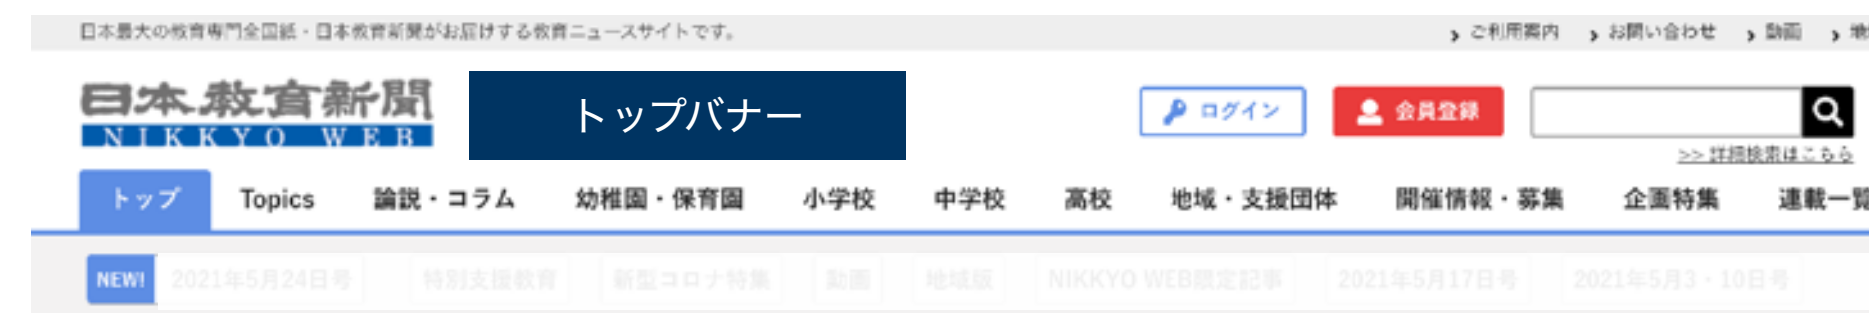 日本最大の教育専門全国紙・日本教育新聞がお届けする教育ニュースサイトです。
ご利用案内
お問い合わせ
動画
日本教育新聞
NIKKYO WEB
トップバナー
ログイン
会員登録
>> 詳細検索はこちら
トップ Topics 論説・コラム 幼稚園・保育園 小学校 中学校 高校 地域・支援団体 開催情報・募集 企画特集 連載一覧
NEW! 2021年5月24日号 特別支援教育 新型コロナ特集 動画 地域版 NIKKYO WEB限定記事 2021年5月17日号 2021年5月3・10日号